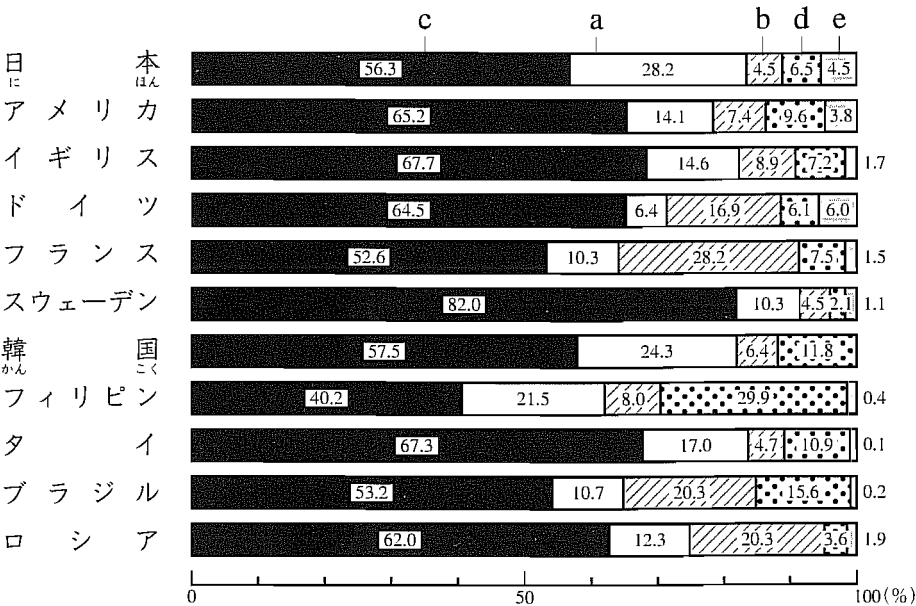 c a b d e
日本 56.3 28.2 4.5 6.5 4.5
にほん
アメリカ 65.2 14.1 7.4 9.6 3.8
イギリス 67.7 14.6 8.9 7.2 1.7
ドイツ 64.5 6.4 16.9 6.1 6.0
フランス 52.6 10.3 28.2 7.5 1.5
スウェーデン 82.0 10.3 4.5 2.1 1.1
韓国 57.5 24.3 6.4 11.8
かんこく
フィリピン 40.2 21.5 8.0 29.9 0.4
タイ 67.3 17.0 4.7 10.9 0.1
ブラジル 53.2 10.7 20.3 15.6 0.2
ロシア 62.0 12.3 20.3 3.6 1.9
0 50 100(%)